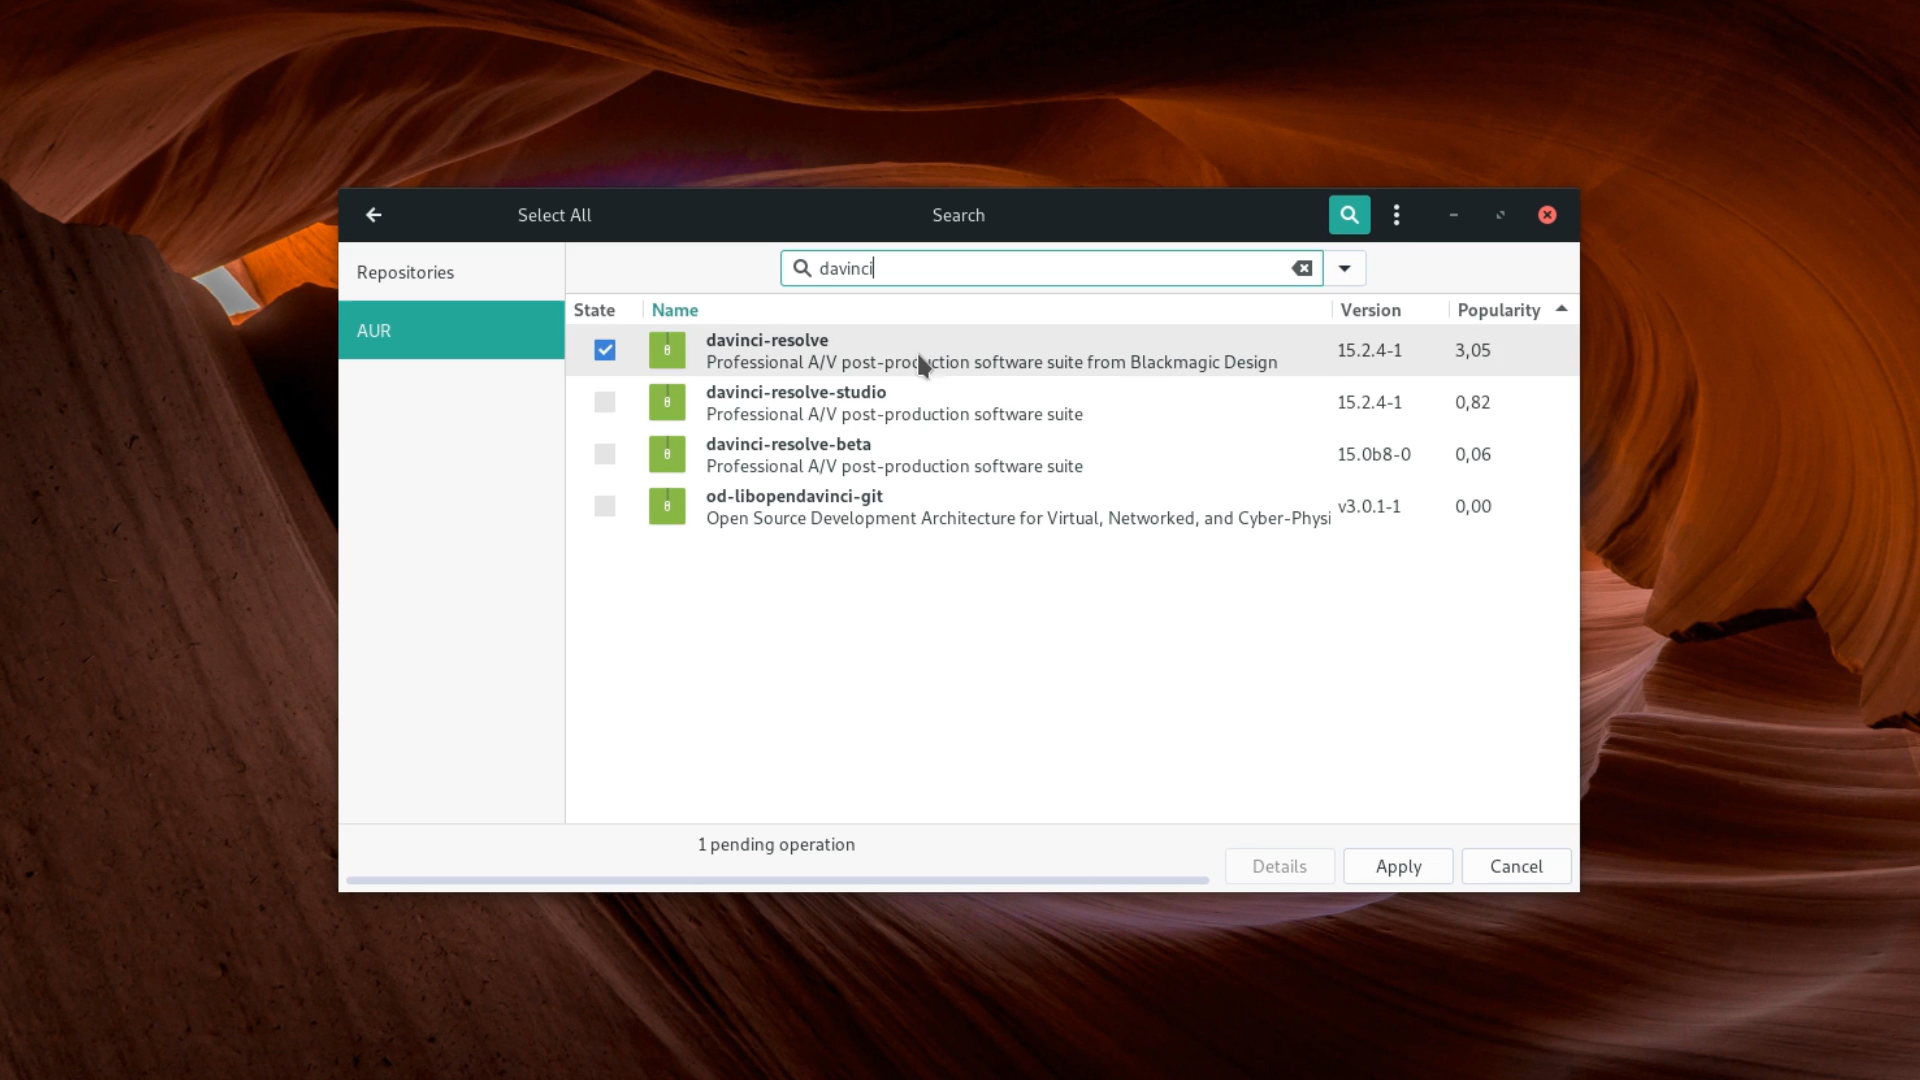 Select All
Search
Repositories
AUR
davinci
State Name Version Popularity
davinci-resolve
Professional A/V post-production software suite from Blackmagic Design
15.2.4-1 3,05
davinci-resolve-studio
Professional A/V post-production software suite
15.2.4-1 0,82
davinci-resolve-beta
Professional A/V post-production software suite
15.0b8-0 0,06
od-libopendavinci-git
Open Source Development Architecture for Virtual, Networked, and Cyber-Physi
v3.0.1-1 0,00
1 pending operation
Details Apply Cancel